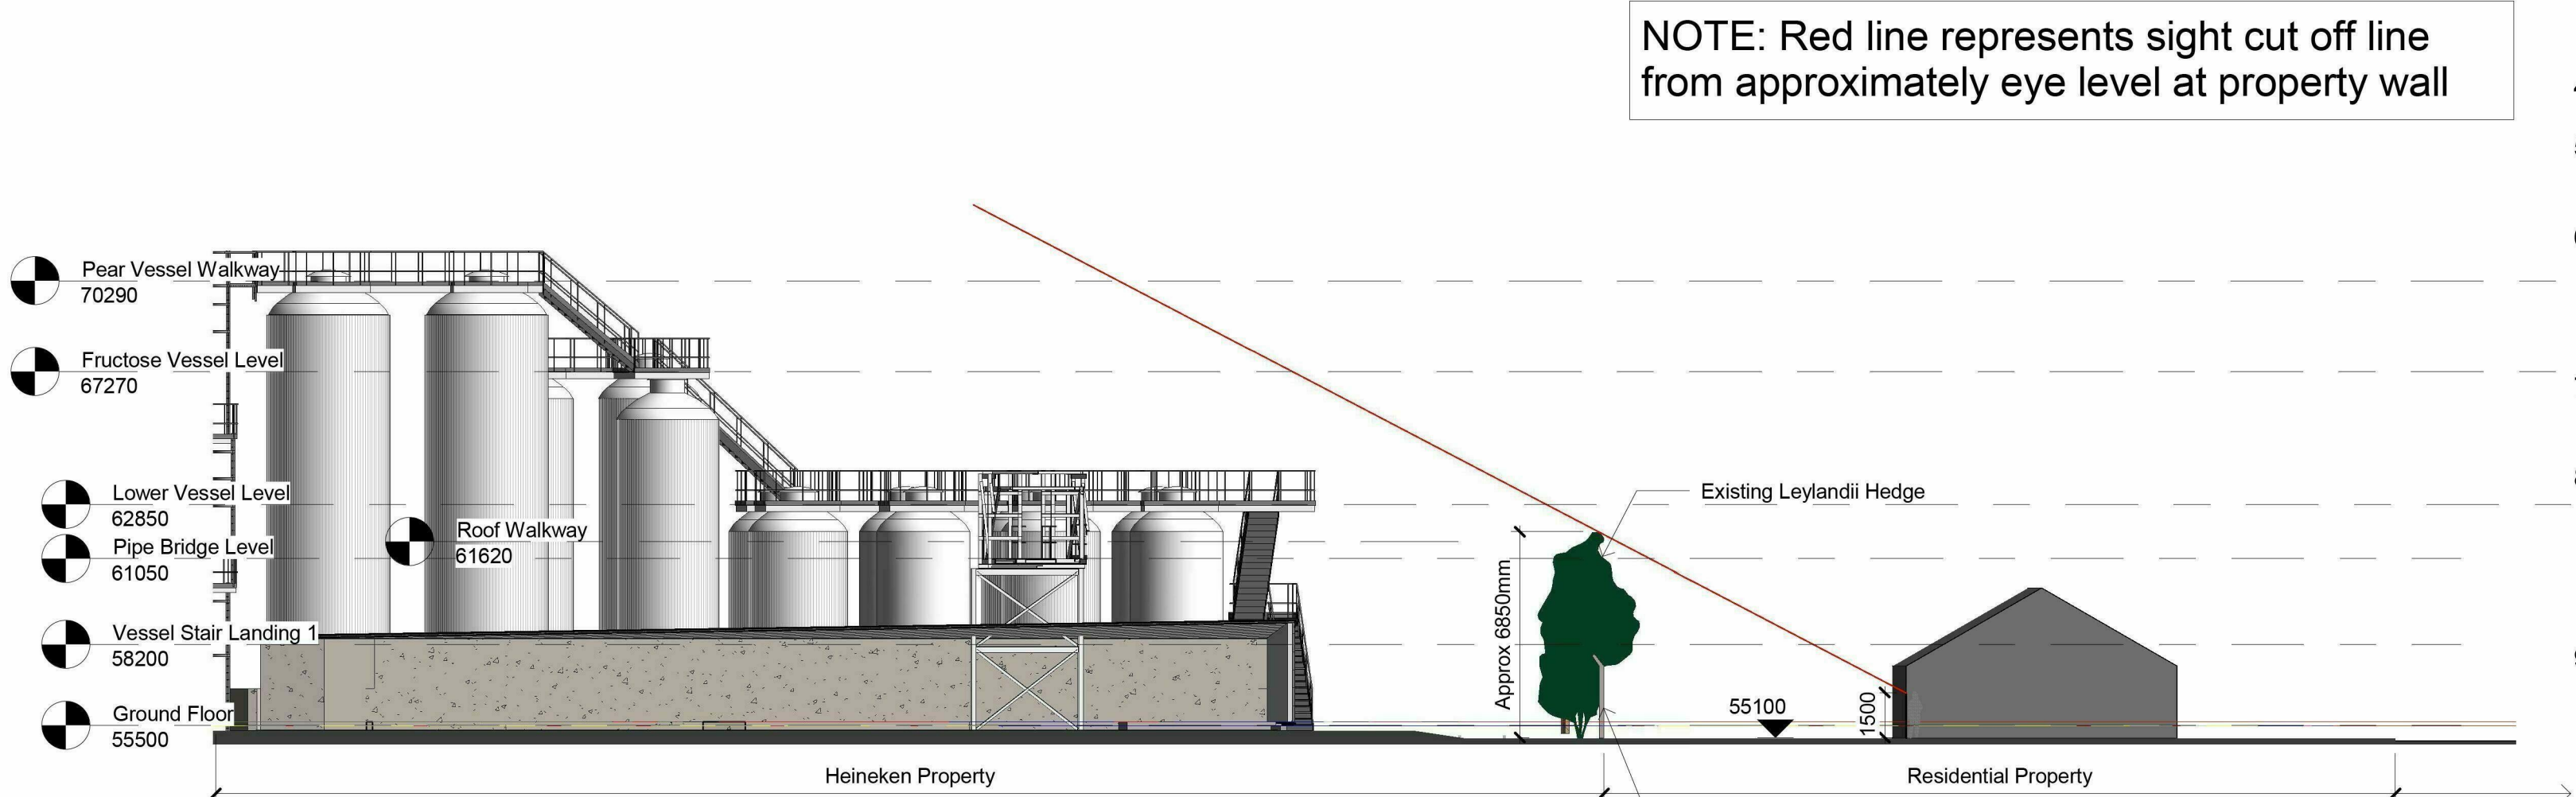 NOTE: Red line represents sight cut off line
from approximately eye level at property wall
Pear Vessel Walkway
70290
Fructose Vessel Level
67270
Lower Vessel Level
62850
Roof Walkway
61620
Pipe Bridge Level
61050
Vessel Stair Landing 1
58200
Ground Floor
55500
Existing Leylandii Hedge
Approx 6850mm
55100
1500
Heineken Property
Residential Property